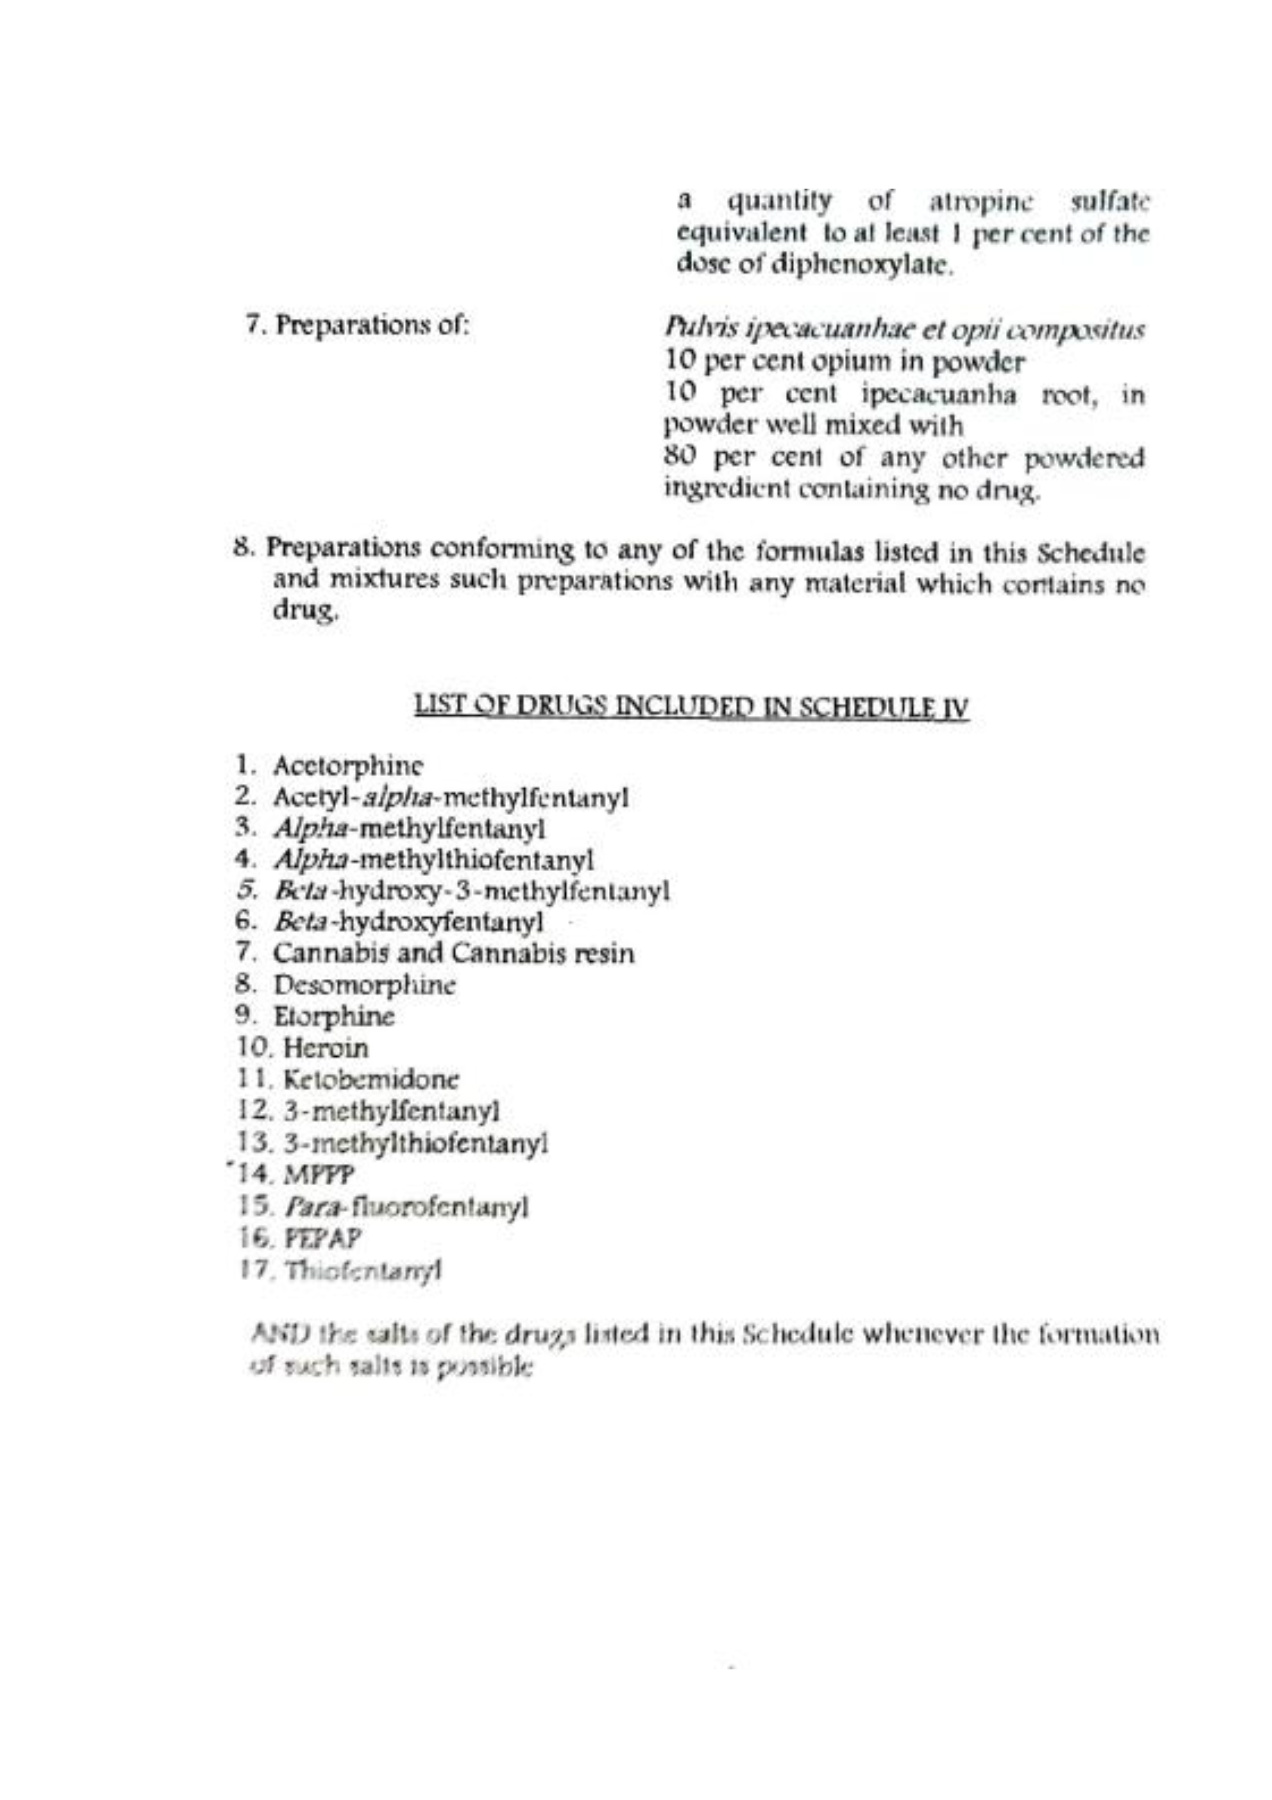 a quantity of atropine sulfate
equivalent to at least 1 per cent of the
dose of diphenoxylate.
7. Preparations of:
Pulvis ipecacuanhae et opii compositus
10 per cent opium in powder
10 per cent ipecacuanha root, in
powder well mixed with
80 per cent of any other powdered
ingredient containing no drug.
8. Preparations conforming to any of the formulas listed in this Schedule
and mixtures such preparations with any material which contains no
drug.
LIST OF DRUGS INCLUDED IN SCHEDULE IV
1. Acetorphine
2. Acetyl-alpha-methylfentanyl
3. Alpha-methylfentanyl
4. Alpha-methylthiofentanyl
5. Beta-hydroxy-3-methylfentanyl
6. Beta-hydroxyfentanyl
7. Cannabis and Cannabis resin
8. Desomorphine
9. Etorphine
10. Heroin
11. Ketobemidone
12. 3-methylfentanyl
13. 3-methylthiofentanyl
14. MPPP
15. Para-fluorofentanyl
16. PEPAP
17. Thiofentanyl
AND the salts of the drugs listed in this Schedule whenever the formation
of such salts is possible